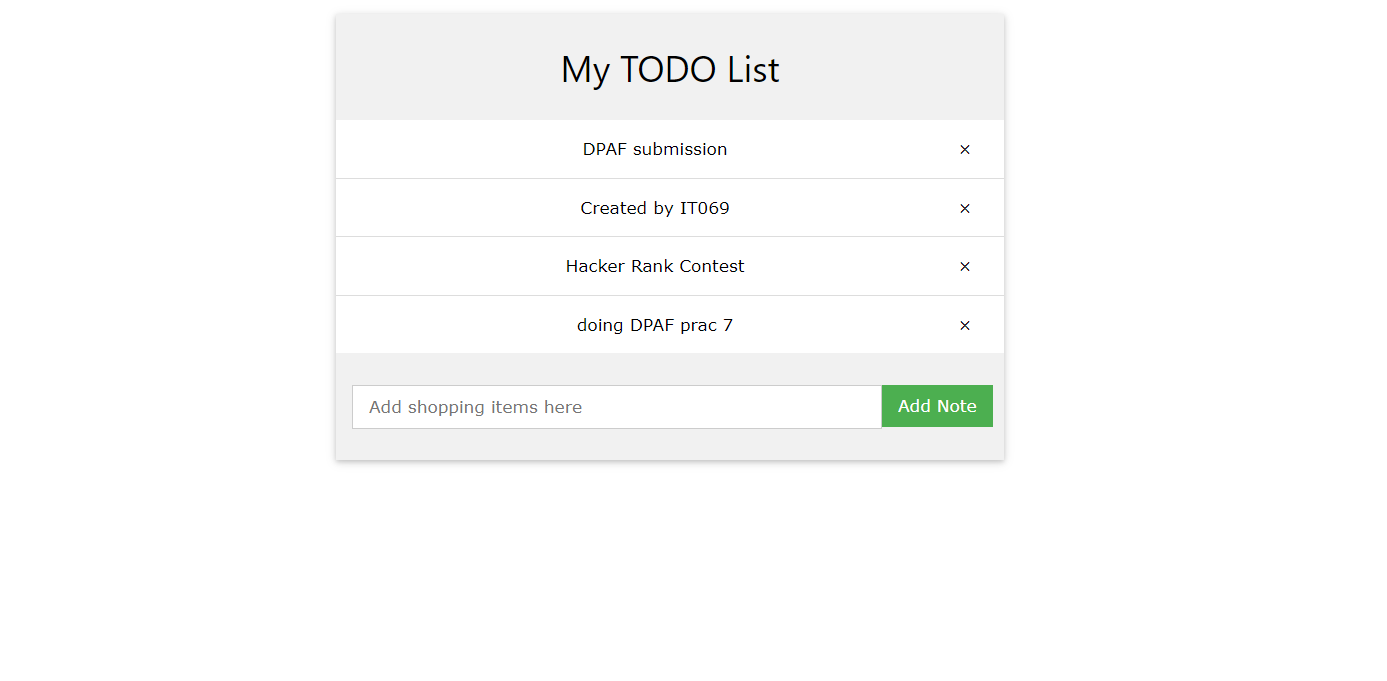 My TODO List
DPAF submission ×
Created by IT069 ×
Hacker Rank Contest ×
doing DPAF prac 7 ×
Add shopping items here Add Note